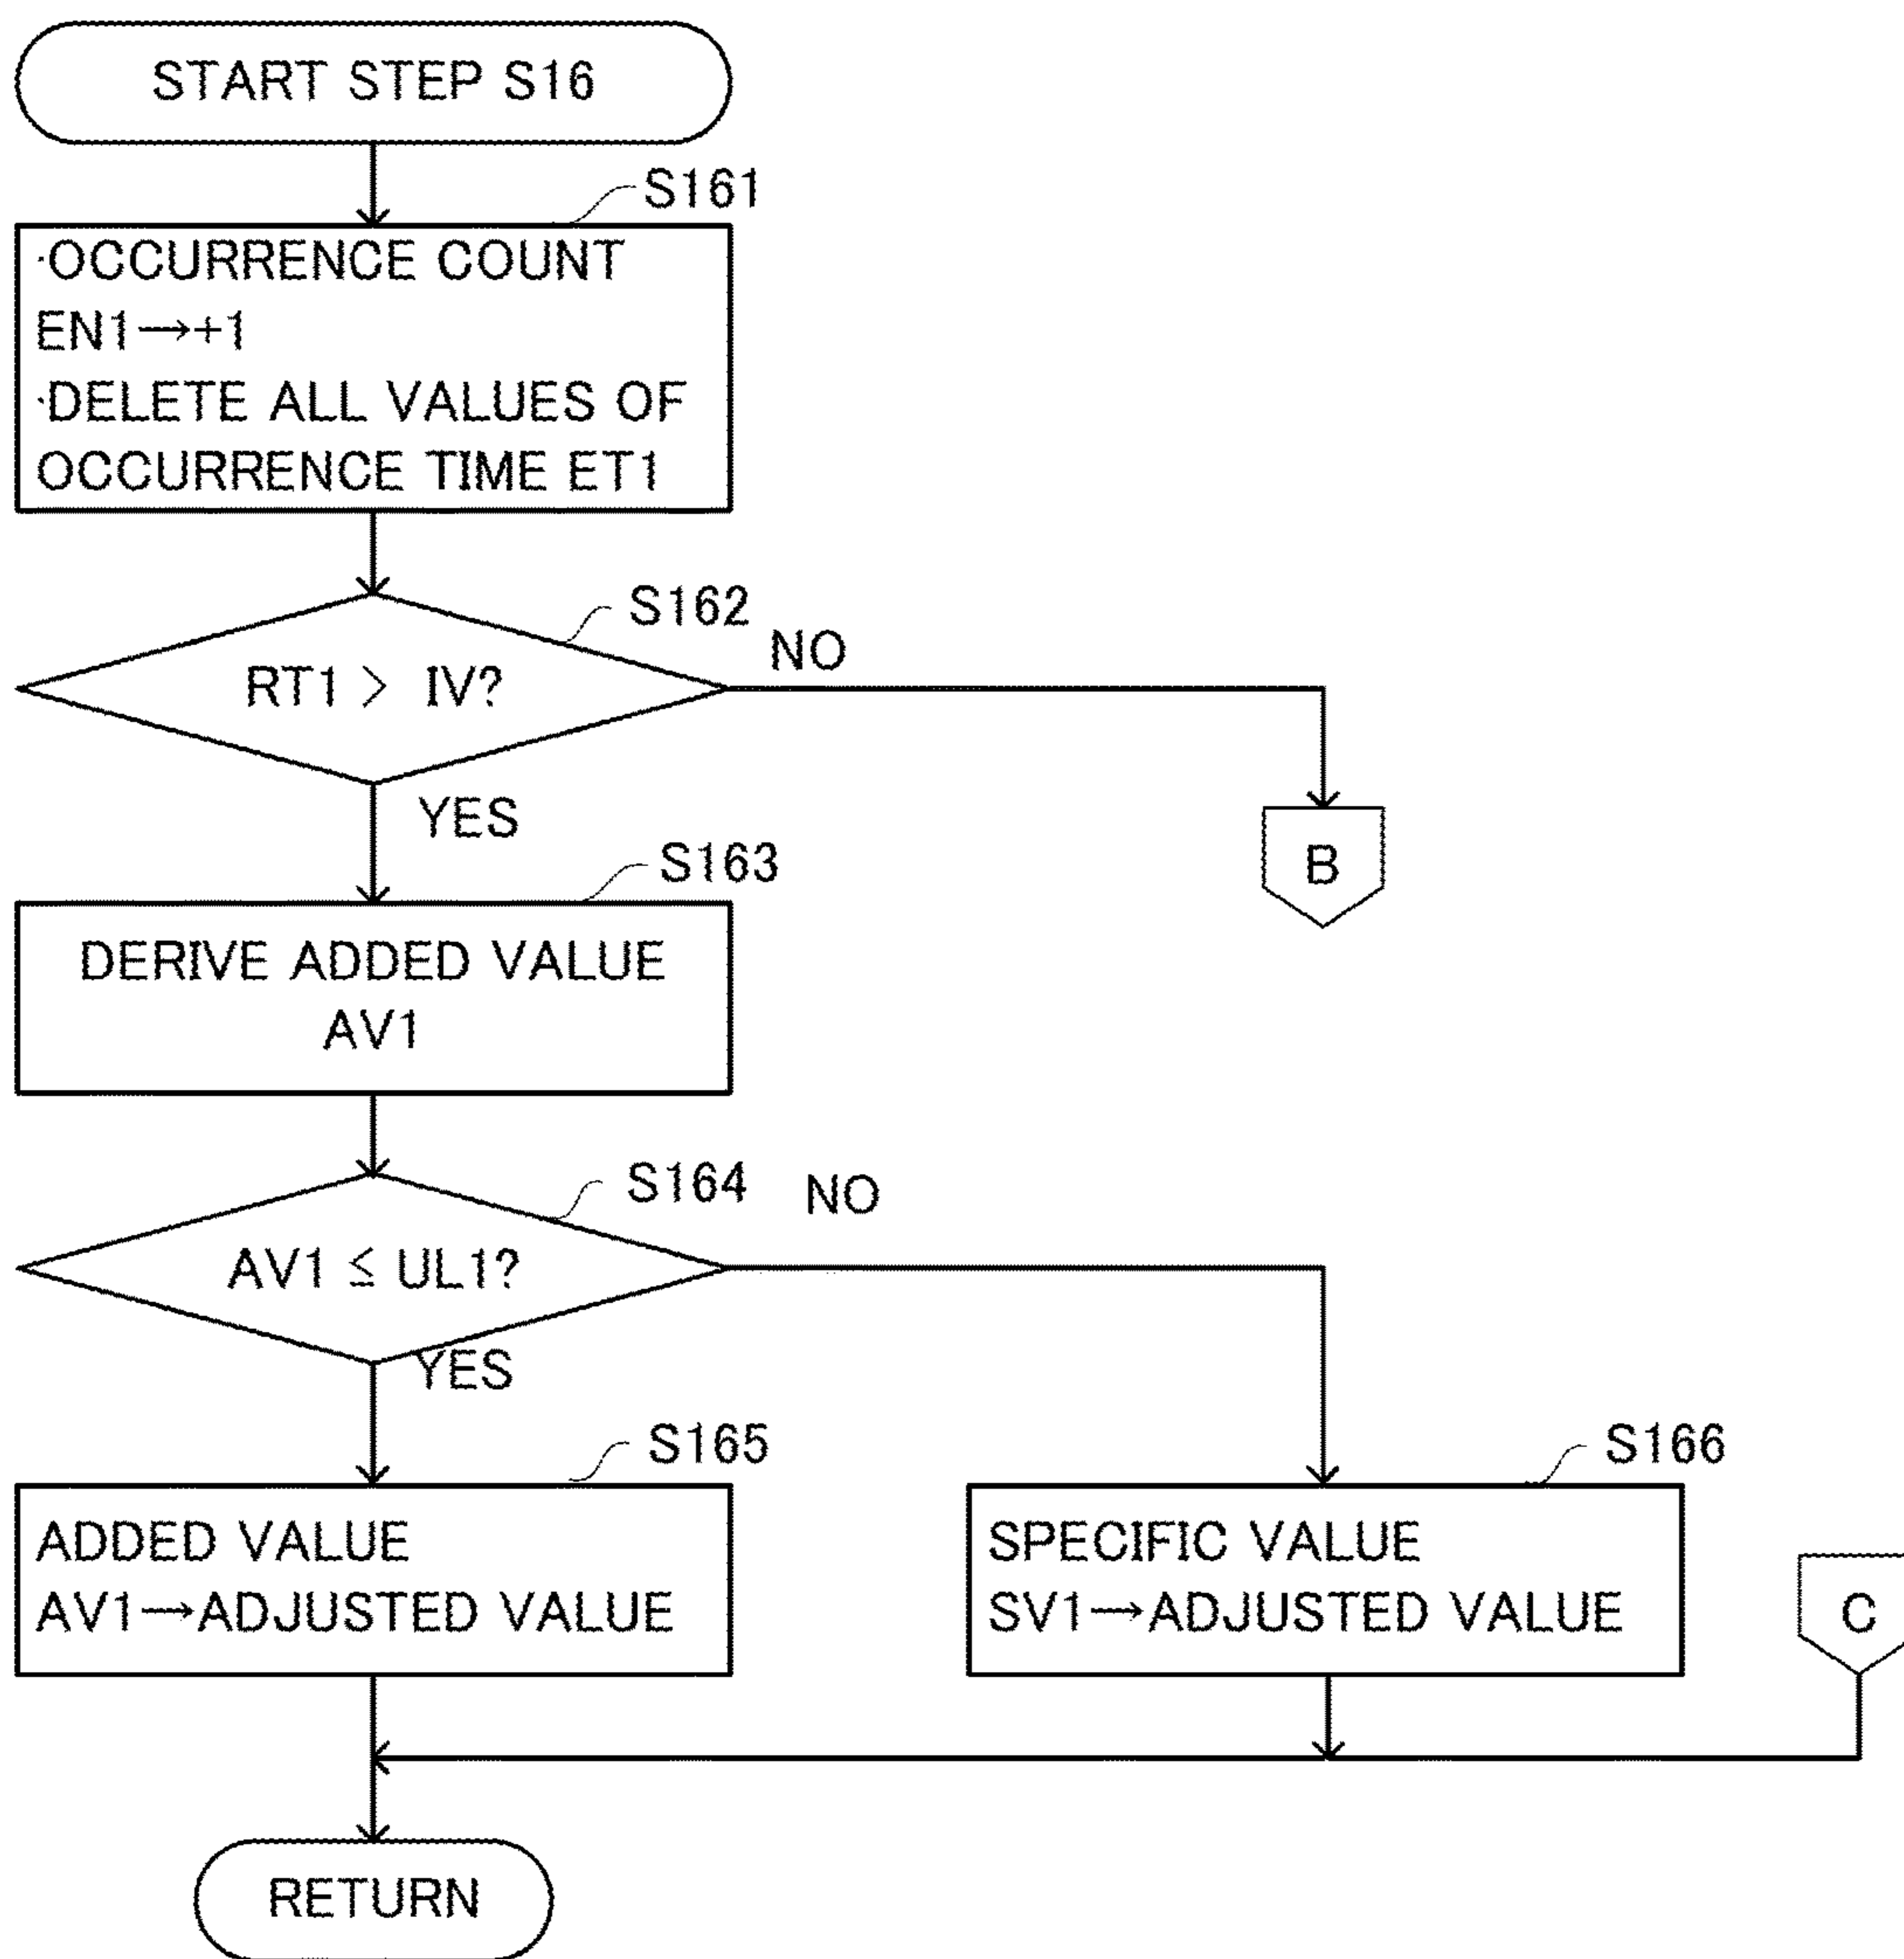 START STEP S16
S161
·OCCURRENCE COUNT
EN1→+1
·DELETE ALL VALUES OF
OCCURRENCE TIME ET1
S162
RT1 > IV?
NO
YES
B
S163
DERIVE ADDED VALUE
AV1
S164
NO
AV1 ≤ UL1?
YES
S165
ADDED VALUE
AV1→ADJUSTED VALUE
S166
SPECIFIC VALUE
SV1→ADJUSTED VALUE
C
RETURN